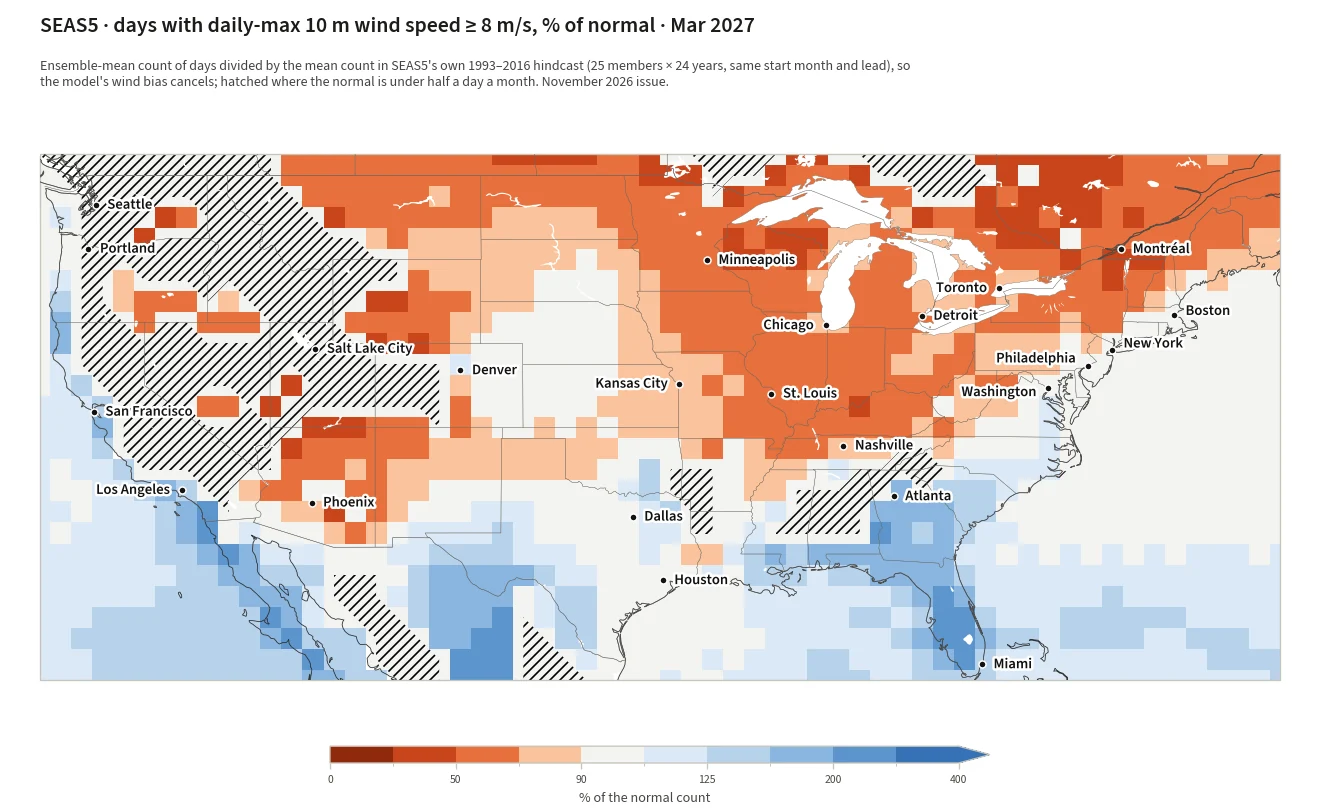 SEAS5 · days with daily-max 10 m wind speed ≥ 8 m/s, % of normal · Mar 2027
Ensemble-mean count of days divided by the mean count in SEAS5's own 1993–2016 hindcast (25 members × 24 years, same start month and lead), so
the model's wind bias cancels; hatched where the normal is under half a day a month. November 2026 issue.
Seattle
Portland
Montréal
Minneapolis
Toronto
Boston
Detroit
Chicago
New York
Salt Lake City
Philadelphia
Denver
Kansas City
St. Louis
Washington
San Francisco
Nashville
Los Angeles
Phoenix
Atlanta
Dallas
Houston
Miami
0 50 90 125 200 400
% of the normal count